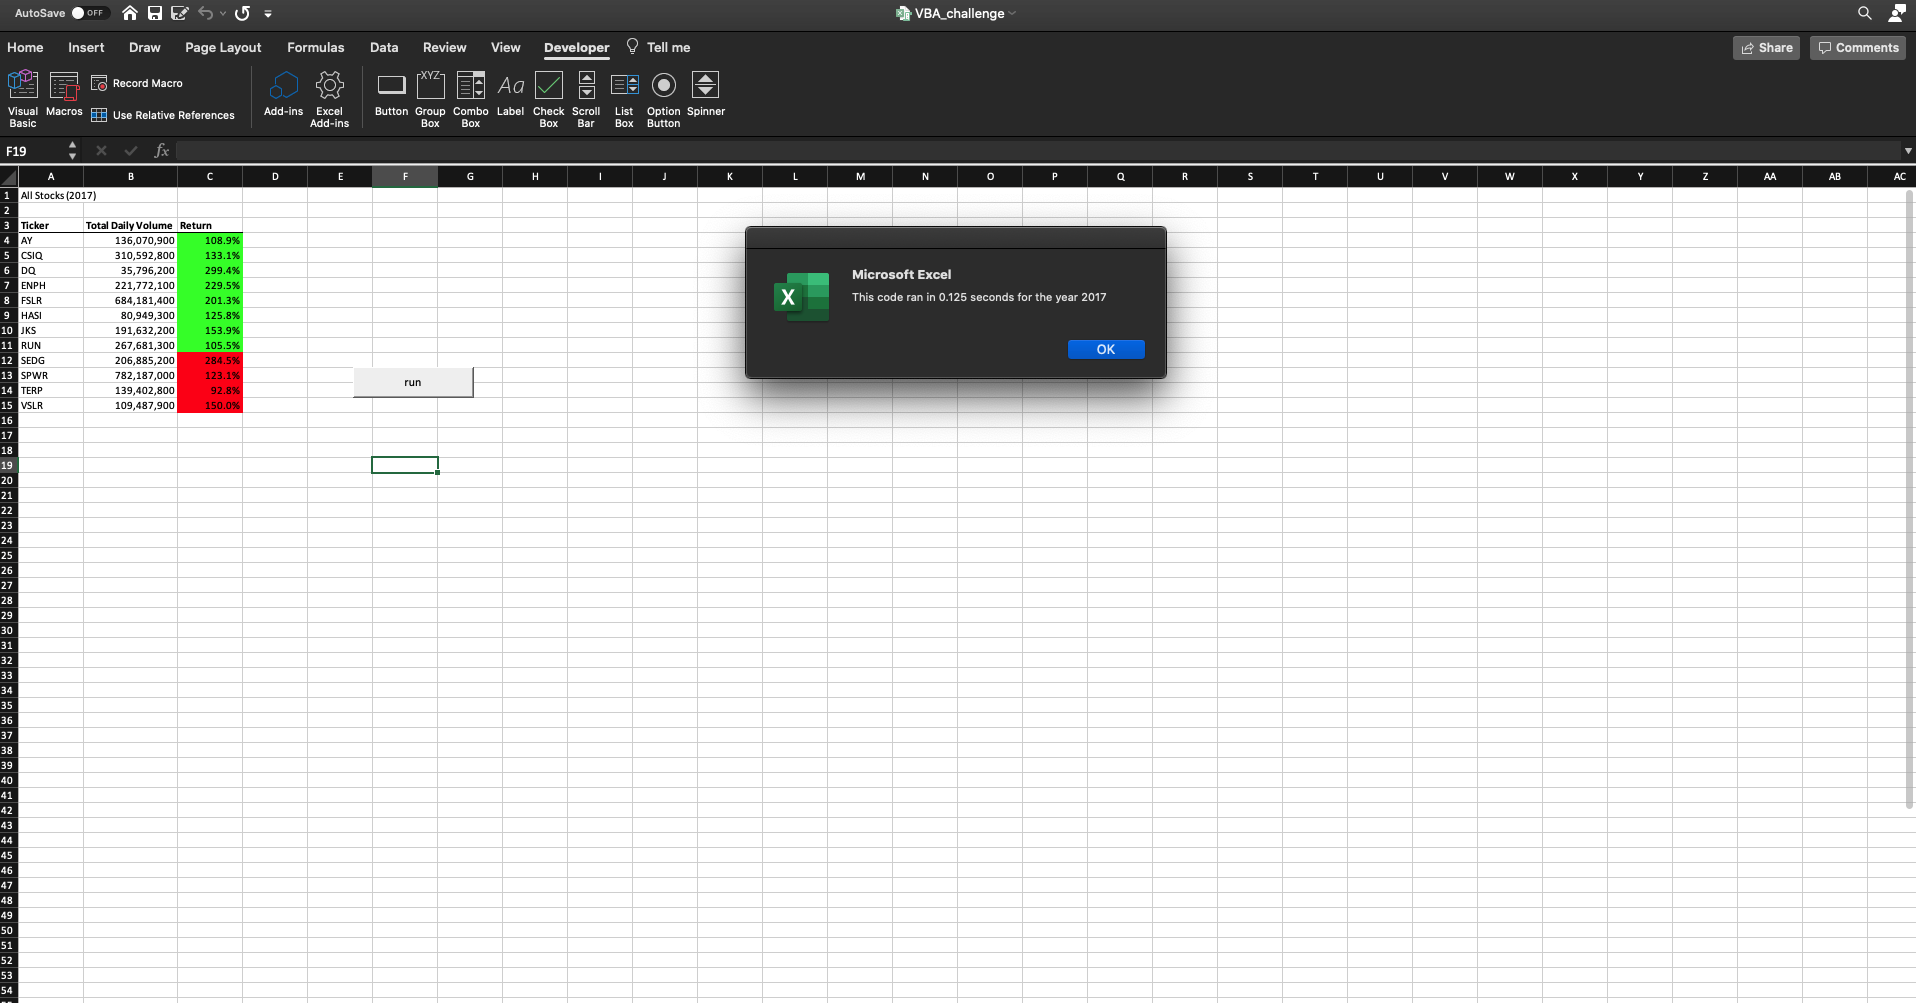 AutoSave OFF VBA_challenge
Home Insert Draw Page Layout Formulas Data Review View Developer Tell me Share Comments
Visual Basic Macros Record Macro Use Relative References Add-ins Excel Add-ins Button Group Box Combo Box Label Check Box Scroll Bar List Box Option Button Spinner
XYZ Aa
F19 fx
A B C D E F G H I J K L M N O P Q R S T U V W X Y Z AA AB AC
1 All Stocks (2017)
2
3 Ticker Total Daily Volume Return
4 AY 136,070,900 108.9%
5 CSIQ 310,592,800 133.1%
6 DQ 35,796,200 299.4%
7 ENPH 221,772,100 229.5%
8 FSLR 684,181,400 201.3%
9 HASI 80,949,300 125.8%
10 JKS 191,632,200 153.9%
11 RUN 267,681,300 105.5%
12 SEDG 206,885,200 284.5%
13 SPWR 782,187,000 123.1%
14 TERP 139,402,800 92.8%
15 VSLR 109,487,900 150.0%
run
Microsoft Excel
This code ran in 0.125 seconds for the year 2017
OK
X
16
17
18
19
20
21
22
23
24
25
26
27
28
29
30
31
32
33
34
35
36
37
38
39
40
41
42
43
44
45
46
47
48
49
50
51
52
53
54